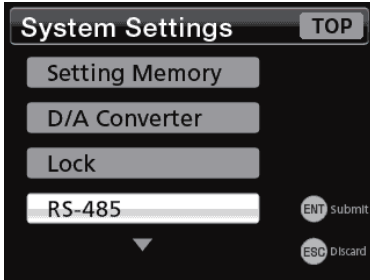 System Settings TOP
Setting Memory
D/A Converter
Lock
RS-485
ENT Submit
ESC Discard